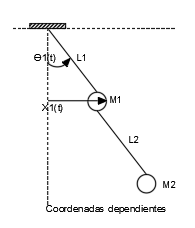 Θ1(t)
L1
X1(t)
M1
L2
M2
Coordenadas dependientes